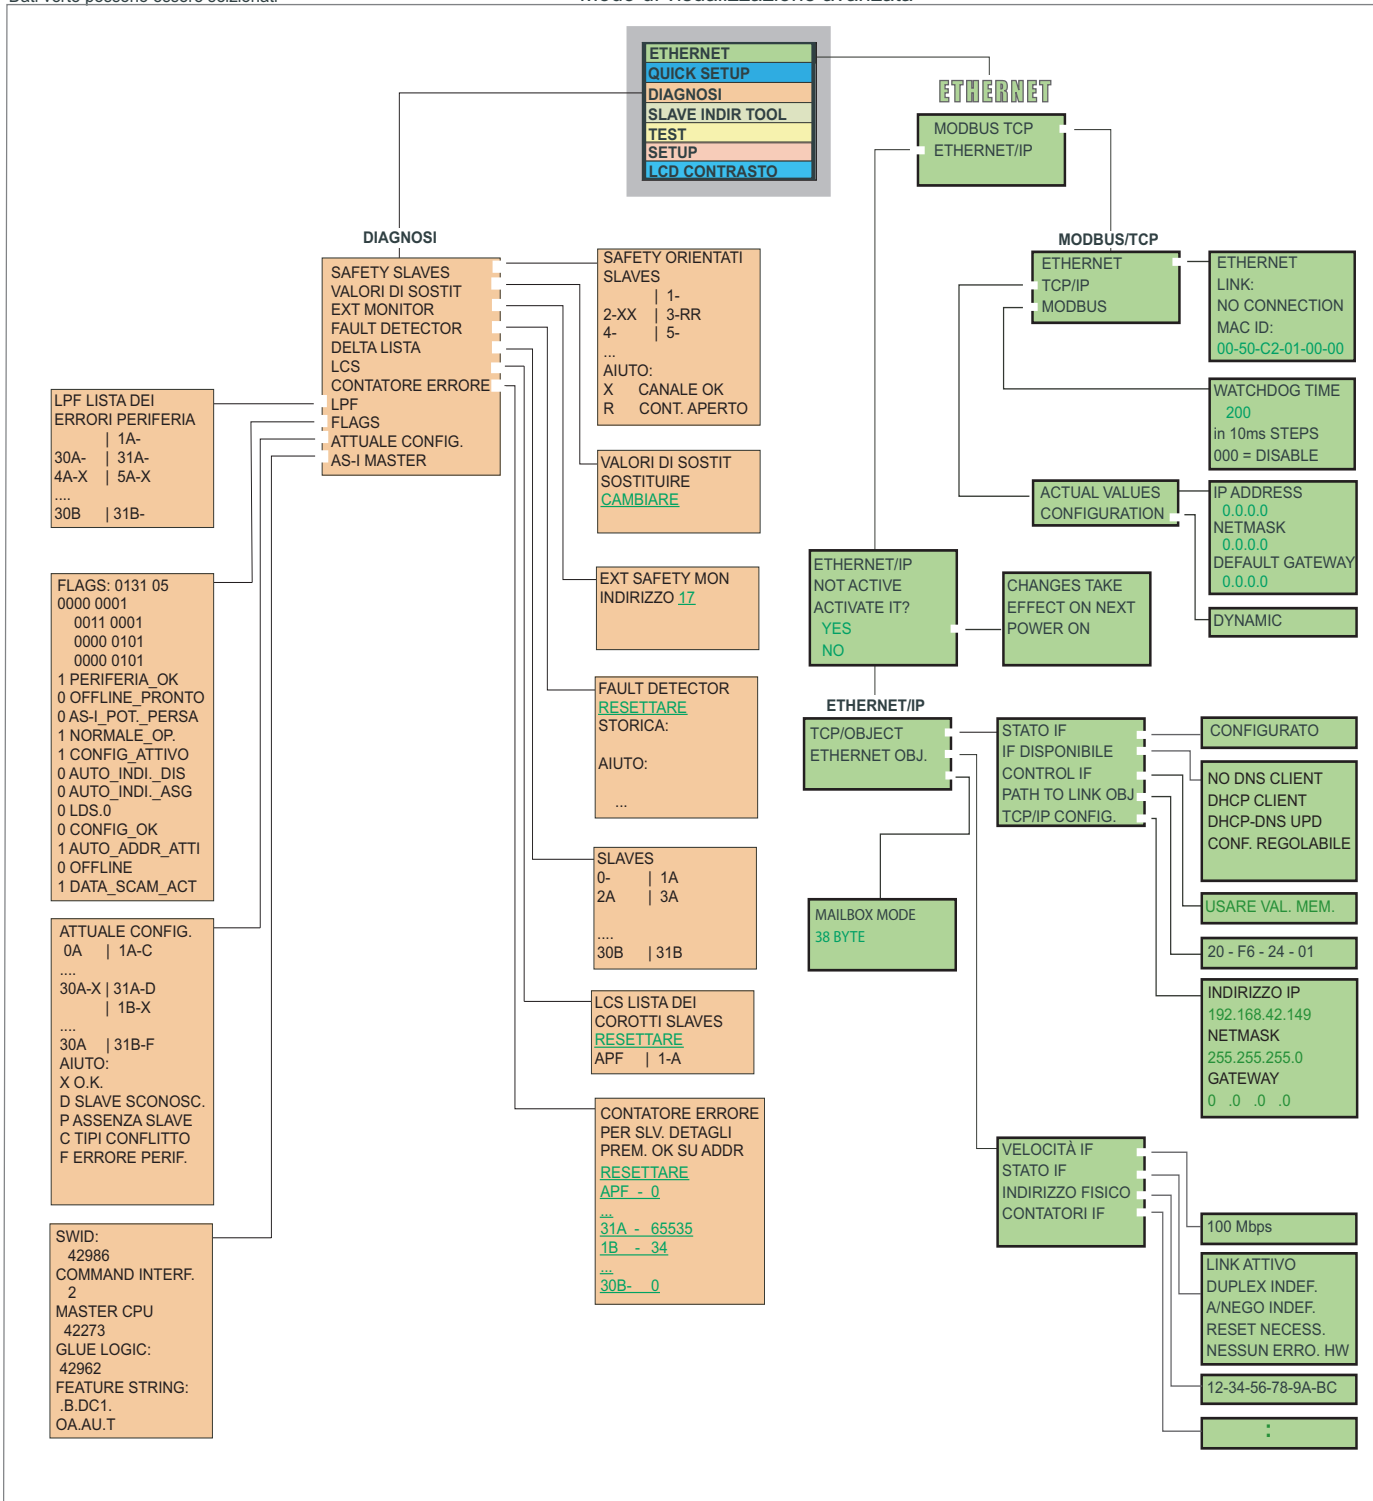 ETHERNET
QUICK SETUP
DIAGNOSI
SLAVE INDIR TOOL
TEST
SETUP
LCD CONTRASTO
ETHERNET
MODBUS TCP
ETHERNET/IP
DIAGNOSI
SAFETY SLAVES
VALORI DI SOSTIT
EXT MONITOR
FAULT DETECTOR
DELTA LISTA
LCS
CONTATORE ERRORE
LPF
FLAGS
ATTUALE CONFIG.
AS-I MASTER
SAFETY ORIENTATI
SLAVES
| 1-
2-XX | 3-RR
4- | 5-
...
AIUTO:
X CANALE OK
R CONT. APERTO
VALORI DI SOSTIT
SOSTITUIRE
CAMBIARE
EXT SAFETY MON
INDIRIZZO 17
FAULT DETECTOR
RESETTARE
STORICA:
AIUTO:
...
SLAVES
0- | 1A
2A | 3A
....
30B | 31B
LCS LISTA DEI
COROTTI SLAVES
RESETTARE
APF | 1-A
CONTATORE ERRORE
PER SLV. DETAGLI
PREM. OK SU ADDR
RESETTARE
APF - 0
...
31A - 65535
1B - 34
...
30B- 0
LPF LISTA DEI
ERRORI PERIFERIA
| 1A-
30A- | 31A-
4A-X | 5A-X
....
30B | 31B-
FLAGS: 0131 05
0000 0001
0011 0001
0000 0101
0000 0101
1 PERIFERIA_OK
0 OFFLINE_PRONTO
0 AS-I_POT._PERSA
1 NORMALE_OP.
1 CONFIG_ATTIVO
0 AUTO_INDI._DIS
0 AUTO_INDI._ASG
0 LDS.0
0 CONFIG_OK
1 AUTO_ADDR_ATTI
0 OFFLINE
1 DATA_SCAM_ACT
ATTUALE CONFIG.
0A | 1A-C
....
30A-X | 31A-D
| 1B-X
....
30A | 31B-F
AIUTO:
X O.K.
D SLAVE SCONOSC.
P ASSENZA SLAVE
C TIPI CONFLITTO
F ERRORE PERIF.
SWID:
42986
COMMAND INTERF.
2
MASTER CPU
42273
GLUE LOGIC:
42962
FEATURE STRING:
.B.DC1.
OA.AU.T
MODBUS/TCP
ETHERNET
TCP/IP
MODBUS
ETHERNET
LINK:
NO CONNECTION
MAC ID:
00-50-C2-01-00-00
WATCHDOG TIME
200
in 10ms STEPS
000 = DISABLE
ACTUAL VALUES
CONFIGURATION
IP ADDRESS
0.0.0.0
NETMASK
0.0.0.0
DEFAULT GATEWAY
0.0.0.0
DYNAMIC
ETHERNET/IP
NOT ACTIVE
ACTIVATE IT?
YES
NO
CHANGES TAKE
EFFECT ON NEXT
POWER ON
ETHERNET/IP
TCP/OBJECT
ETHERNET OBJ.
MAILBOX MODE
38 BYTE
STATO IF
IF DISPONIBILE
CONTROL IF
PATH TO LINK OBJ
TCP/IP CONFIG.
CONFIGURATO
NO DNS CLIENT
DHCP CLIENT
DHCP-DNS UPD
CONF. REGOLABILE
USARE VAL. MEM.
20 - F6 - 24 - 01
INDIRIZZO IP
192.168.42.149
NETMASK
255.255.255.0
GATEWAY
0 .0 .0 .0
VELOCITÀ IF
STATO IF
INDIRIZZO FISICO
CONTATORI IF
100 Mbps
LINK ATTIVO
DUPLEX INDEF.
A/NEGO INDEF.
RESET NECESS.
NESSUN ERRO. HW
12-34-56-78-9A-BC
: